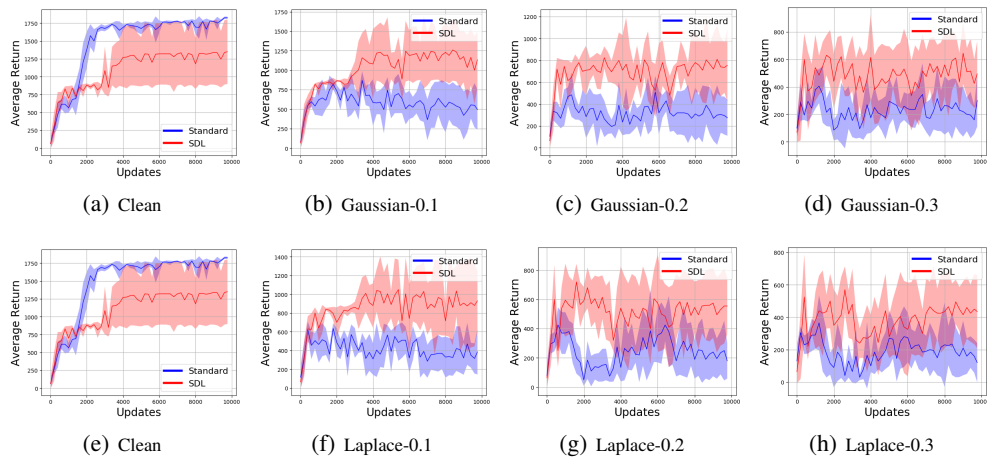 1750
1500
1250
1000
750
500
250
0
0 2000 4000 6000 8000 10000
Average Return
Updates
Standard
SDL
(a) Clean
1750
1500
1250
1000
750
500
250
0
0 2000 4000 6000 8000 10000
Average Return
Updates
Standard
SDL
(b) Gaussian-0.1
1200
1000
800
600
400
200
0
0 2000 4000 6000 8000 10000
Average Return
Updates
Standard
SDL
(c) Gaussian-0.2
800
600
400
200
0
0 2000 4000 6000 8000 10000
Average Return
Updates
Standard
SDL
(d) Gaussian-0.3
1750
1500
1250
1000
750
500
250
0
0 2000 4000 6000 8000 10000
Average Return
Updates
Standard
SDL
(e) Clean
1400
1200
1000
800
600
400
200
0
0 2000 4000 6000 8000 10000
Average Return
Updates
Standard
SDL
(f) Laplace-0.1
800
600
400
200
0
0 2000 4000 6000 8000 10000
Average Return
Updates
Standard
SDL
(g) Laplace-0.2
800
600
400
200
0
0 2000 4000 6000 8000 10000
Average Return
Updates
Standard
SDL
(h) Laplace-0.3